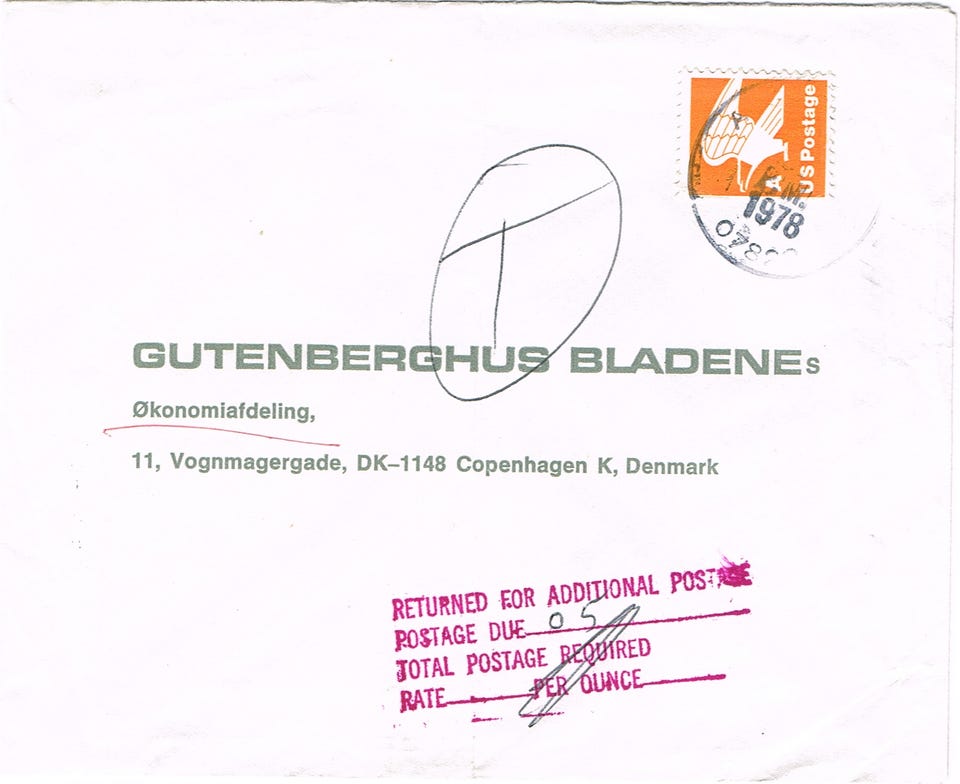 US Postage
A
P.M.
1978
07840
T
GUTENBERGHUS BLADENEs
Økonomiafdeling,
11, Vognmagergade, DK–1148 Copenhagen K, Denmark
RETURNED FOR ADDITIONAL POSTAGE
POSTAGE DUE 05
TOTAL POSTAGE REQUIRED
RATE PER OUNCE